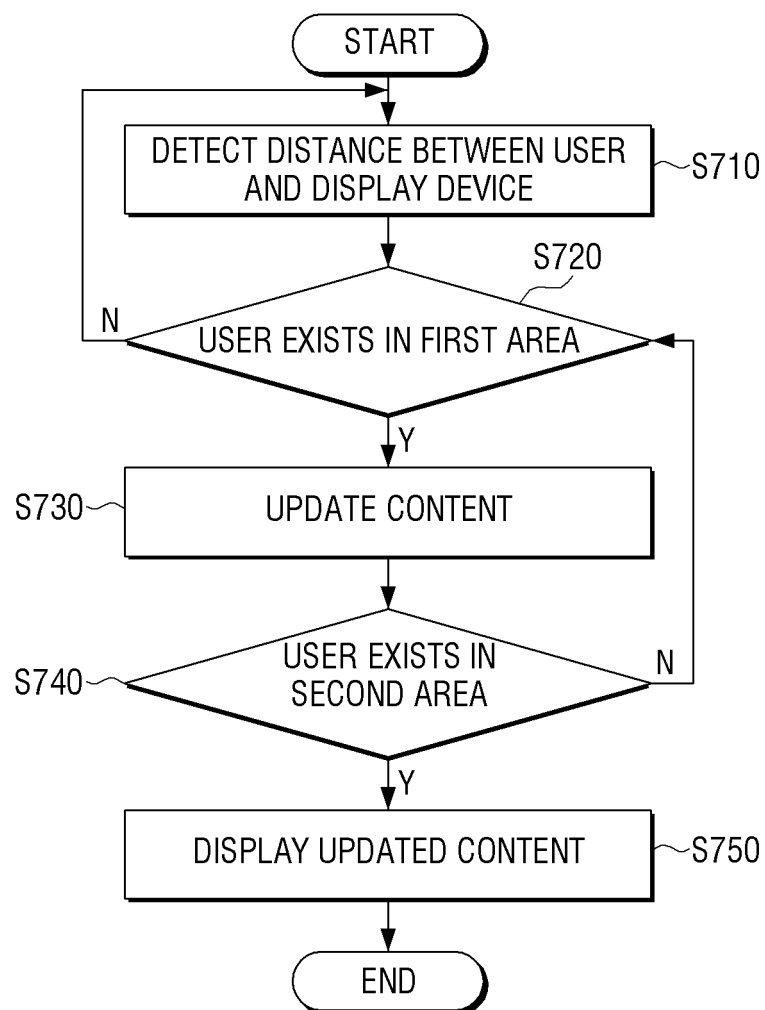 START
DETECT DISTANCE BETWEEN USER
AND DISPLAY DEVICE
S710
S720
N
USER EXISTS IN FIRST AREA
Y
S730
UPDATE CONTENT
USER EXISTS IN
SECOND AREA
N
S740
Y
DISPLAY UPDATED CONTENT
S750
END